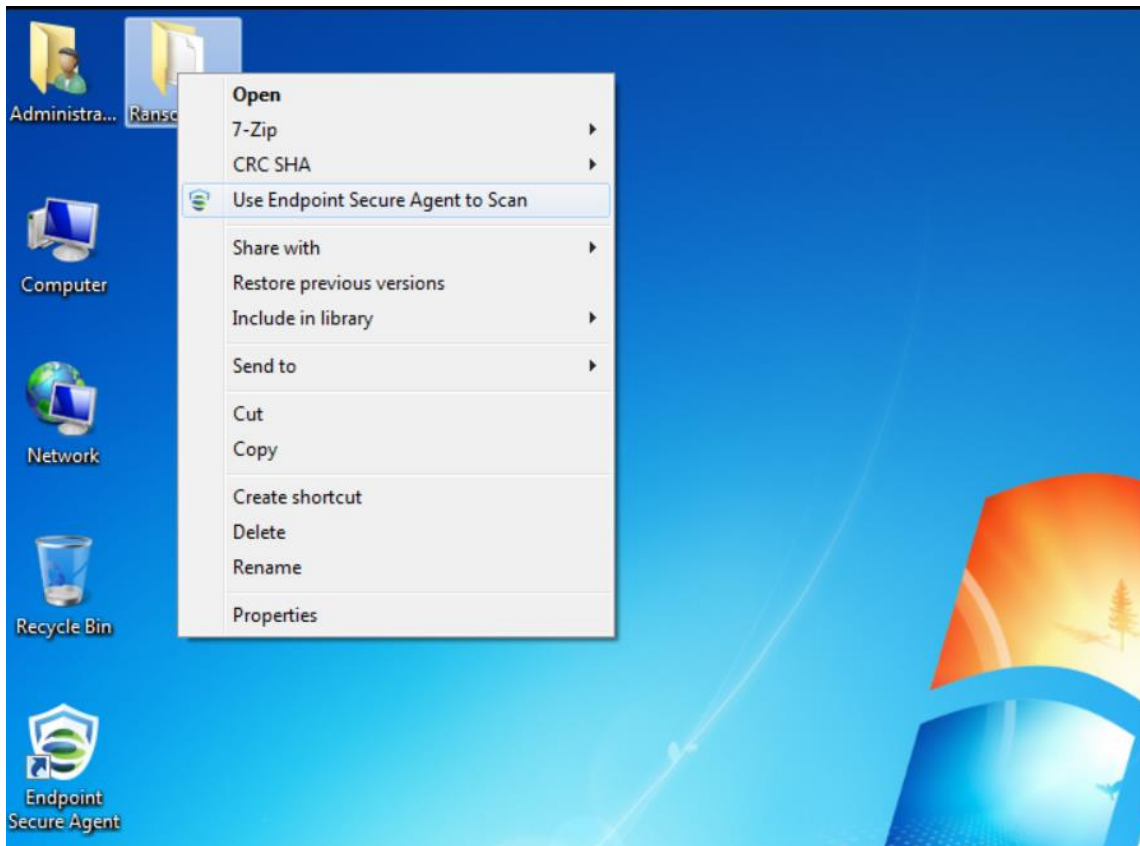 Administra...
Open
7-Zip
CRC SHA
Use Endpoint Secure Agent to Scan
Share with
Restore previous versions
Include in library
Send to
Cut
Copy
Create shortcut
Delete
Rename
Properties
Computer
Network
Recycle Bin
Endpoint
Secure Agent